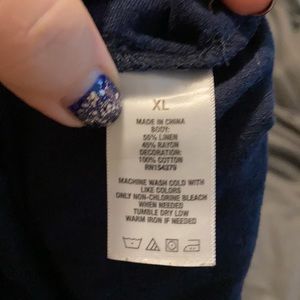 XL
MADE IN CHINA
BODY:
55% LINEN
45% RAYON
DECORATION:
100% COTTON
RN154279
MACHINE WASH COLD WITH
LIKE COLORS
ONLY NON-CHLORINE BLEACH
WHEN NEEDED
TUMBLE DRY LOW
WARM IRON IF NEEDED